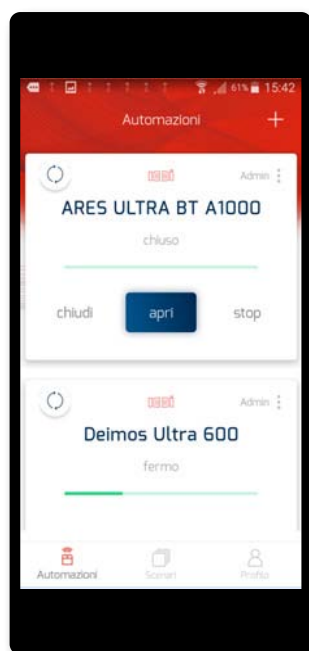 61% 15:42
Automazioni +
Admin
ARES ULTRA BT A1000
chiuso
chiudi apri stop
Admin
Deimos Ultra 600
fermo
Automazioni Scenari Profilo